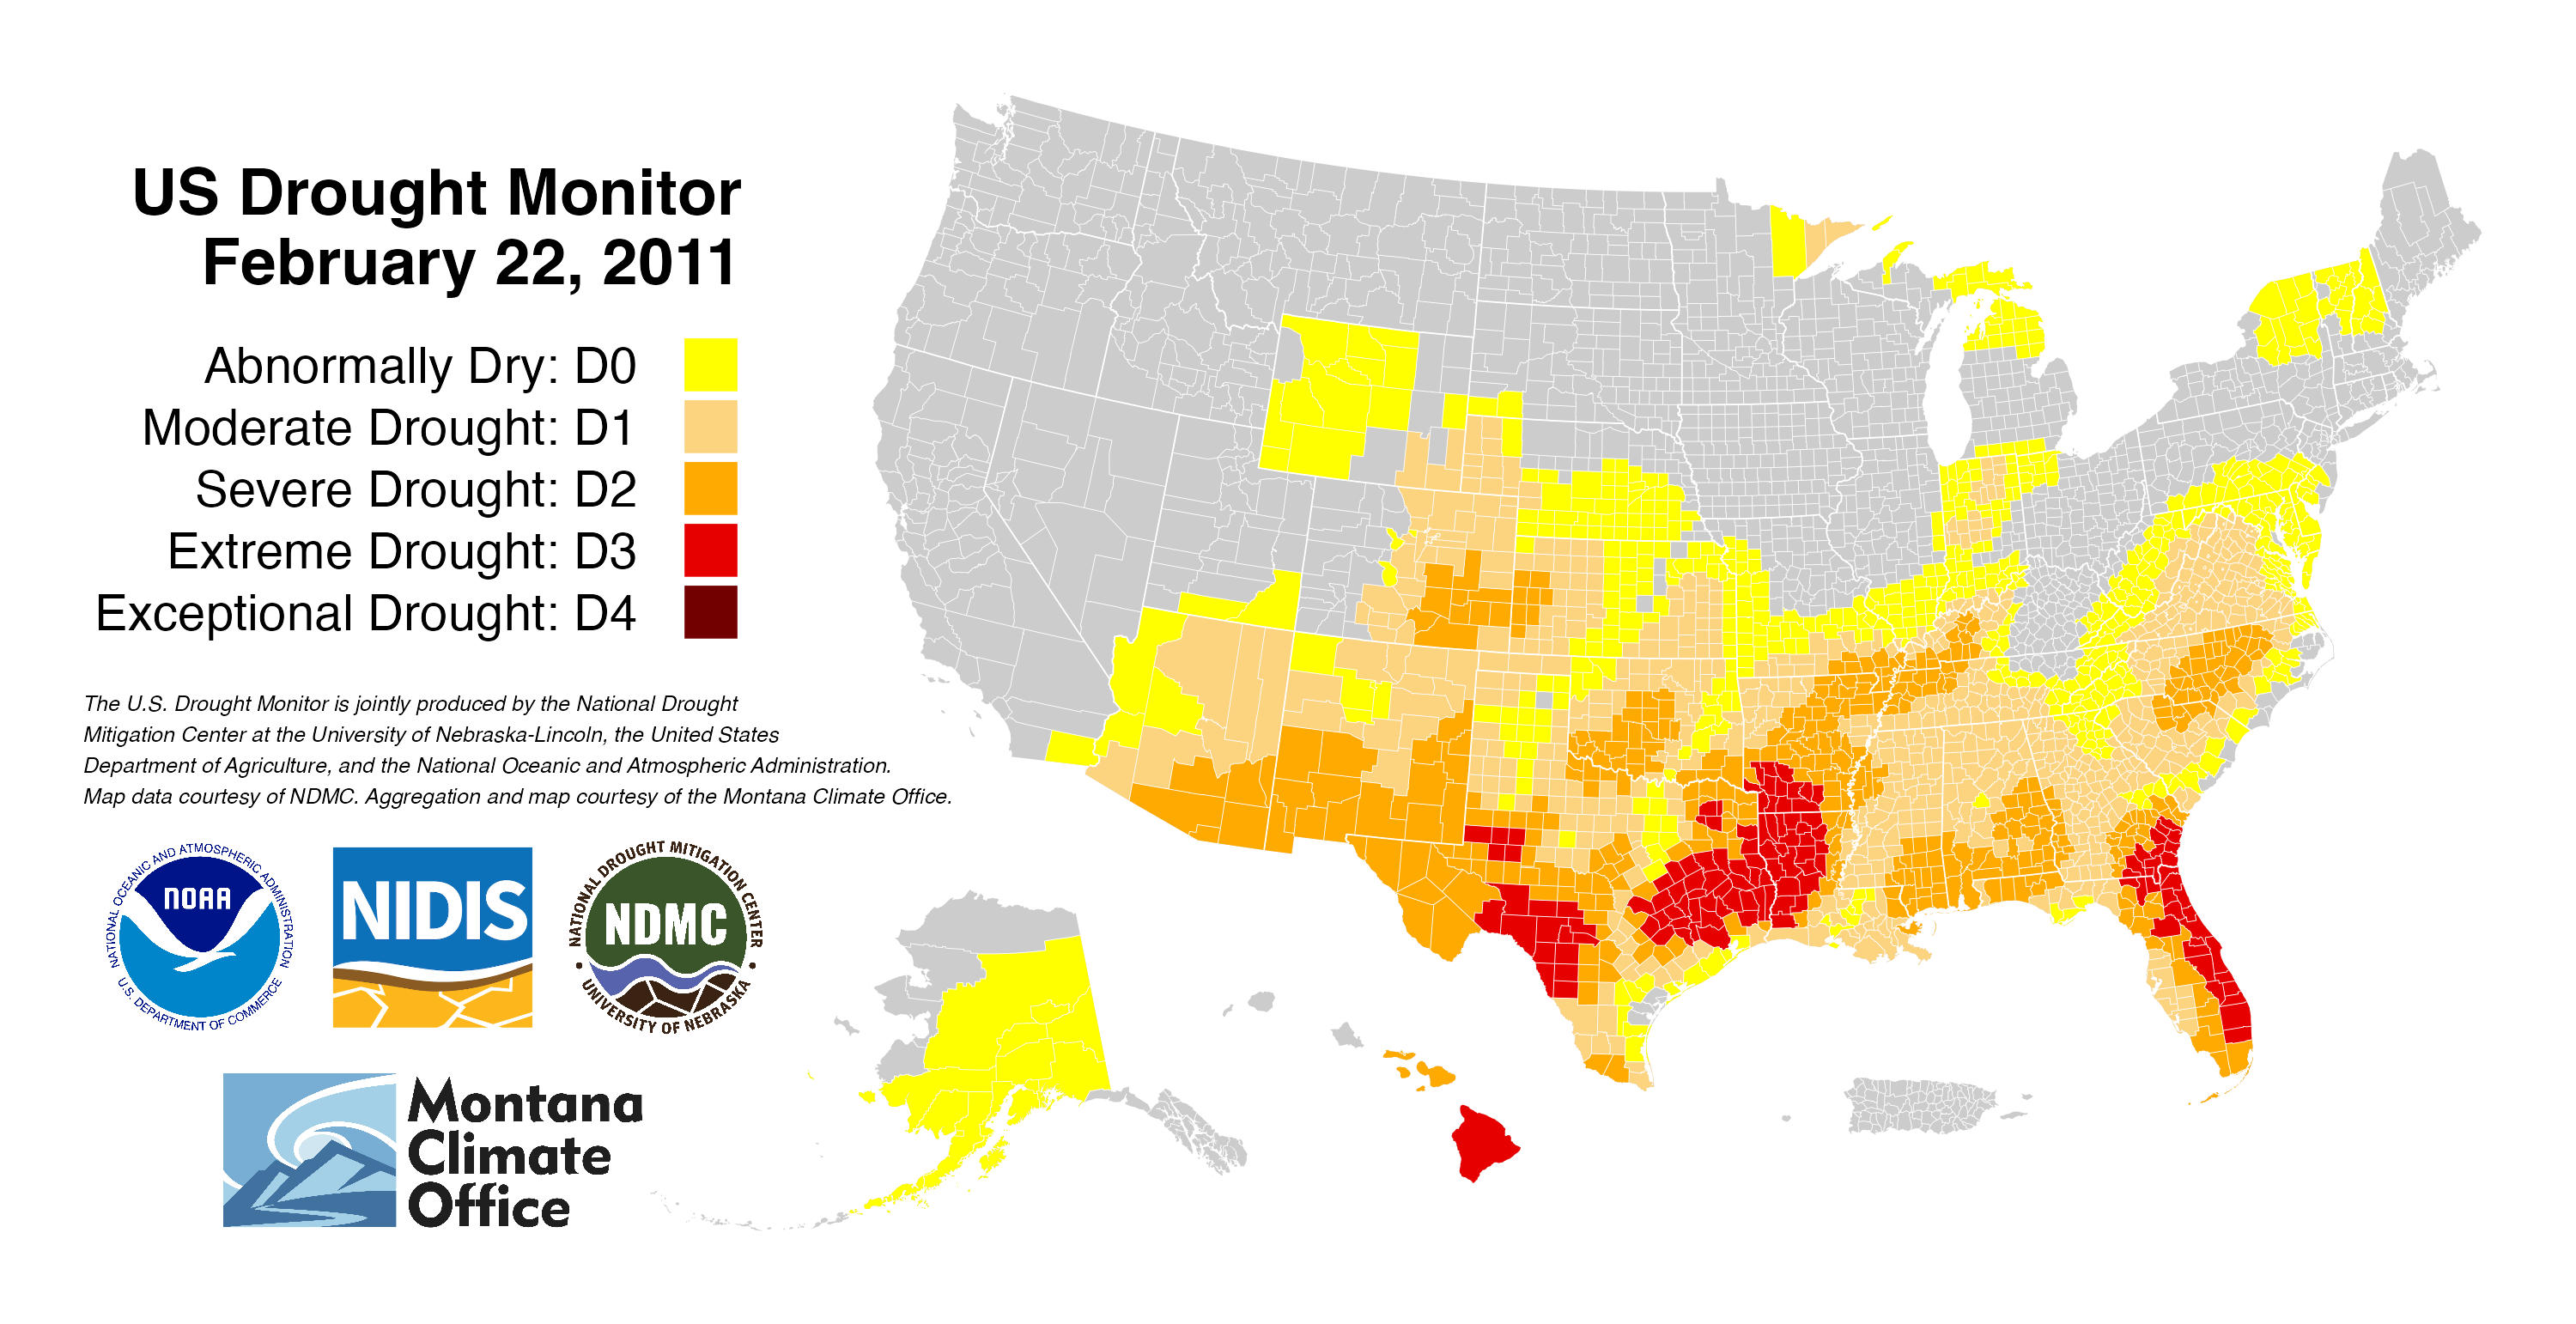 US Drought Monitor
February 22, 2011
Abnormally Dry: D0
Moderate Drought: D1
Severe Drought: D2
Extreme Drought: D3
Exceptional Drought: D4
The U.S. Drought Monitor is jointly produced by the National Drought
Mitigation Center at the University of Nebraska-Lincoln, the United States
Department of Agriculture, and the National Oceanic and Atmospheric Administration.
Map data courtesy of NDMC. Aggregation and map courtesy of the Montana Climate Office.
NATIONAL OCEANIC AND ATMOSPHERIC ADMINISTRATION
NOAA
U.S. DEPARTMENT OF COMMERCE
NIDIS
NATIONAL DROUGHT MITIGATION CENTER
NDMC
UNIVERSITY OF NEBRASKA
Montana
Climate
Office